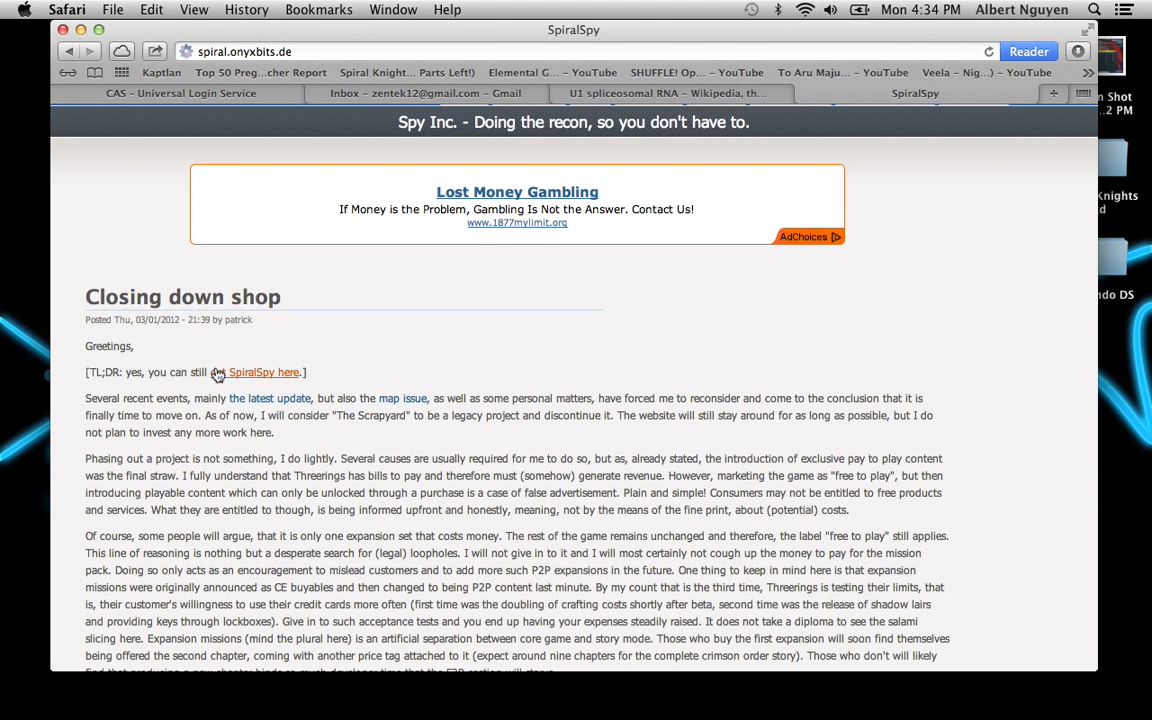 Safari File Edit View History Bookmarks Window Help Mon 4:34 PM Albert Nguyen
SpiralSpy
spiral.onyxbits.de Reader
Kaptlan Top 50 Preg...cher Report Spiral Knight... Parts Left!) Elemental G... – YouTube SHUFFLE! Op... – YouTube To Aru Maju... – YouTube Veela – Nig...) – YouTube
CAS – Universal Login Service Inbox – zentek12@gmail.com – Gmail U1 spliceosomal RNA – Wikipedia, th... SpiralSpy
n Shot
...2 PM
Spy Inc. - Doing the recon, so you don't have to.
Lost Money Gambling
If Money is the Problem, Gambling Is Not the Answer. Contact Us!
www.1877mylimit.org
AdChoices
Knights
d
ndo DS
Closing down shop
Posted Thu, 03/01/2012 - 21:39 by patrick
Greetings,
[TL;DR: yes, you can still SpiralSpy here.]
Several recent events, mainly the latest update, but also the map issue, as well as some personal matters, have forced me to reconsider and come to the conclusion that it is
finally time to move on. As of now, I will consider "The Scrapyard" to be a legacy project and discontinue it. The website will still stay around for as long as possible, but I do
not plan to invest any more work here.
Phasing out a project is not something, I do lightly. Several causes are usually required for me to do so, but as, already stated, the introduction of exclusive pay to play content
was the final straw. I fully understand that Threerings has bills to pay and therefore must (somehow) generate revenue. However, marketing the game as "free to play", but then
introducing playable content which can only be unlocked through a purchase is a case of false advertisement. Plain and simple! Consumers may not be entitled to free products
and services. What they are entitled to though, is being informed upfront and honestly, meaning, not by the means of the fine print, about (potential) costs.
Of course, some people will argue, that it is only one expansion set that costs money. The rest of the game remains unchanged and therefore, the label "free to play" still applies.
This line of reasoning is nothing but a desperate search for (legal) loopholes. I will not give in to it and I will most certainly not cough up the money to pay for the mission
pack. Doing so only acts as an encouragement to mislead customers and to add more such P2P expansions in the future. One thing to keep in mind here is that expansion
missions were originally announced as CE buyables and then changed to being P2P content last minute. By my count that is the third time, Threerings is testing their limits, that
is, their customer's willingness to use their credit cards more often (first time was the doubling of crafting costs shortly after beta, second time was the release of shadow lairs
and providing keys through lockboxes). Give in to such acceptance tests and you end up having your expenses steadily raised. It does not take a diploma to see the salami
slicing here. Expansion missions (mind the plural here) is an artificial separation between core game and story mode. Those who buy the first expansion will soon find themselves
being offered the second chapter, coming with another price tag attached to it (expect around nine chapters for the complete crimson order story). Those who don't will likely